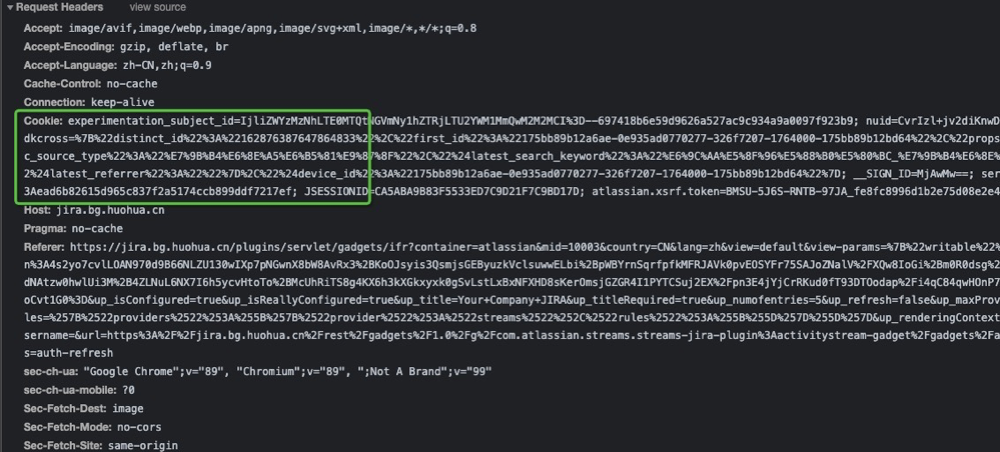 Request Headers view source
Accept: image/avif,image/webp,image/apng,image/svg+xml,image/*,*/*;q=0.8
Accept-Encoding: gzip, deflate, br
Accept-Language: zh-CN,zh;q=0.9
Cache-Control: no-cache
Connection: keep-alive
Cookie: experimentation_subject_id=IjliZWYzMzNhLTE0MTQtNGVmNy1hZTRjLTU2YWM1MmQwM2M2MCI%3D--697418b6e59d9626a527ac9c934a9a0097f923b9; nuid=CvrIzl+jv2diKnwD
dkcross=%7B%22distinct_id%22%3A%22162876387647864833%22%2C%22first_id%22%3A%22175bb89b12a6ae-0e935ad0770277-326f7207-1764000-175bb89b12bd64%22%2C%22props
c_source_type%22%3A%22%E7%9B%B4%E6%8E%A5%E6%B5%81%E9%87%8F%22%2C%22%24latest_search_keyword%22%3A%22%E6%9C%AA%E5%8F%96%E5%88%B0%E5%80%BC_%E7%9B%B4%E6%8E%
2%24latest_referrer%22%3A%22%22%7D%2C%22%24device_id%22%3A%22175bb89b12a6ae-0e935ad0770277-326f7207-1764000-175bb89b12bd64%22%7D; __SIGN_ID=MjAwMw==; ser
3Aead6b82615d965c837f2a5174ccb899ddf7217ef; JSESSIONID=CA5ABA9B83F5533ED7C9D21F7C9BD17D; atlassian.xsrf.token=BMSU-5J6S-RNTB-97JA_fe8fc8996d1b2e75d08e2e4
Host: jira.bg.huohua.cn
Pragma: no-cache
Referer: https://jira.bg.huohua.cn/plugins/servlet/gadgets/ifr?container=atlassian&mid=10003&country=CN&lang=zh&view=default&view-params=%7B%22writable%22%
n%3A4s2yo7cvlLOAN970d9B66NLZU130wIXp7pNGwnX8bW8AvRx3%2BKoOJsyis3QsmjsGEByuzkVclsuwwELbi%2BpWBYrnSqrfpfkMFRJAVk0pvEOSYFr75SAJoZNalV%2FXQw8IoGi%2Bm0R0dsg%2
dNAtzw0hwlUi3M%2B4ZLNuL6NX7I6h5ycvHtoTo%2BMcUhRiTS8g4KX6h3kXGkxyxk0gSvLstLxBxNFXHD8sKerOmsjGZGR4I1PYTCSuj2EX%2Fpn3E4jYjCrRKud0fT93DTOodap%2Fi4qC84qwHOnP7
oCvt1G0%3D&up_isConfigured=true&up_isReallyConfigured=true&up_title=Your+Company+JIRA&up_titleRequired=true&up_numofentries=5&up_refresh=false&up_maxProv
les=%257B%2522providers%2522%253A%255B%257B%2522provider%2522%253A%2522streams%2522%252C%2522rules%2522%253A%255B%255D%257D%255D%257D&up_renderingContext
sername=&url=https%3A%2F%2Fjira.bg.huohua.cn%2Frest%2Fgadgets%2F1.0%2Fg%2Fcom.atlassian.streams.streams-jira-plugin%3Aactivitystream-gadget%2Fgadgets%2Fa
s=auth-refresh
sec-ch-ua: "Google Chrome";v="89", "Chromium";v="89", ";Not A Brand";v="99"
sec-ch-ua-mobile: ?0
Sec-Fetch-Dest: image
Sec-Fetch-Mode: no-cors
Sec-Fetch-Site: same-origin